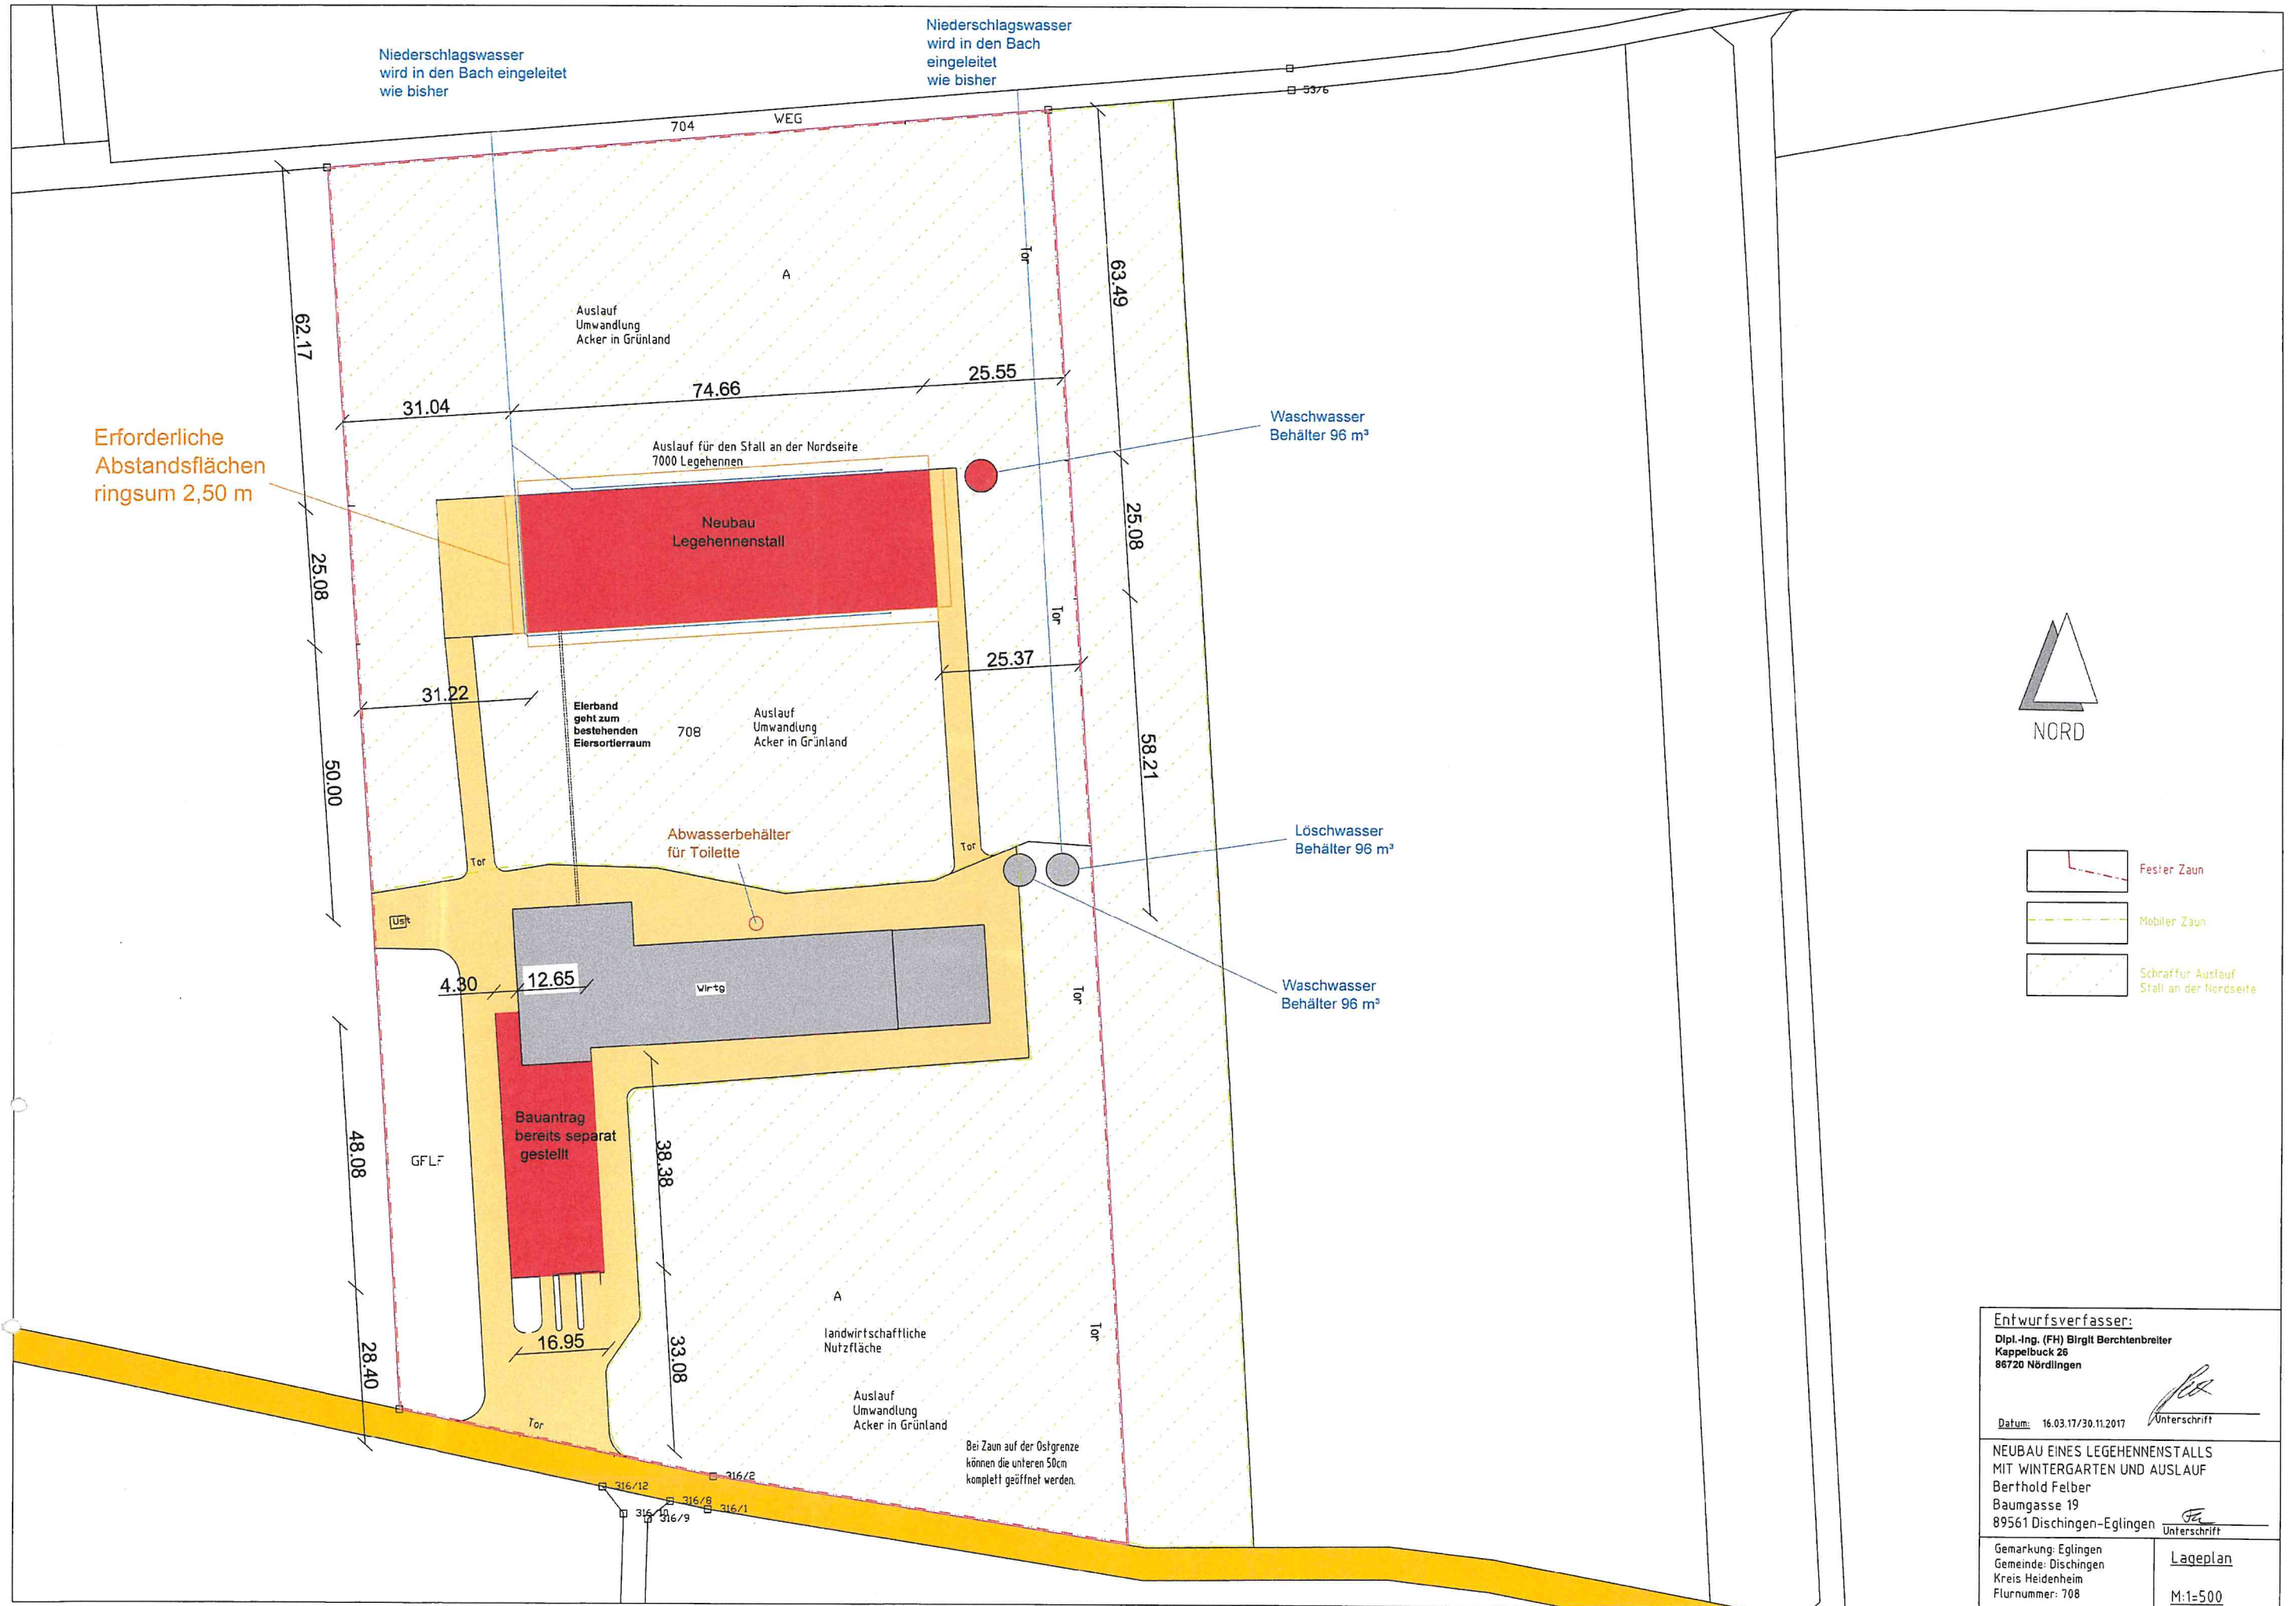 Niederschlagswasser
wird in den Bach eingeleitet
wie bisher
Niederschlagswasser
wird in den Bach
eingeleitet
wie bisher
53/6
704
WEG
A
Tor
63.49
62.17
Auslauf
Umwandlung
Acker in Grünland
31.04
74.66
25.55
Erforderliche
Abstandsflächen
ringsum 2,50 m
Auslauf für den Stall an der Nordseite
7000 Legehennen
Waschwasser
Behälter 96 m³
Neubau
Legehennenstall
25.08
25.08
Tor
25.37
31.22
Eierband
geht zum
bestehenden
Eiersortierraum
708
Auslauf
Umwandlung
Acker in Grünland
58.21
50.00
NORD
Abwasserbehälter
für Toilette
Tor
Tor
Löschwasser
Behälter 96 m³
Fester Zaun
Mobiler Zaun
Schraffur Auslauf
Stall an der Nordseite
Ust
4.30
12.65
Wirtg
Tor
Waschwasser
Behälter 96 m³
Bauantrag
bereits separat
gestellt
48.08
GFLF
38.38
A
landwirtschaftliche
Nutzfläche
Tor
16.95
33.08
28.40
Auslauf
Umwandlung
Acker in Grünland
Tor
Bei Zaun auf der Ostgrenze
können die unteren 50cm
komplett geöffnet werden.
316/2
316/12
316/8
316/1
316/10
316/9
Entwurfsverfasser:
Dipl.-Ing. (FH) Birgit Berchtenbreiter
Kappelbuck 26
86720 Nördlingen
Datum: 16.03.17/30.11.2017
Unterschrift
NEUBAU EINES LEGEHENNENSTALLS
MIT WINTERGARTEN UND AUSLAUF
Berthold Felber
Baumgasse 19
89561 Dischingen-Eglingen
Unterschrift
Gemarkung: Eglingen
Gemeinde: Dischingen
Kreis Heidenheim
Flurnummer: 708
Lageplan
M:1=500